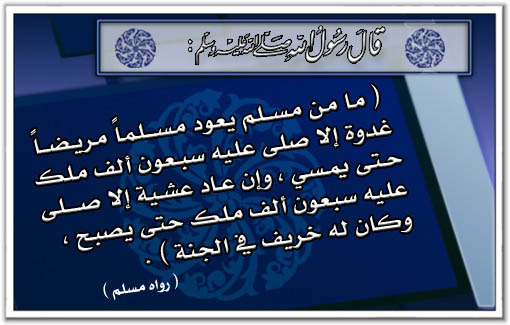 قال رسول الله صلى الله عليه وسلم :
( ما من مسلم يعود مسلماً مريضاً
غدوة إلا صلى عليه سبعون ألف ملك
حتى يمسي ، وإن عاد عشية إلا صلى
عليه سبعون ألف ملك حتى يصبح ،
وكان له خريف في الجنة ) .
( رواه مسلم )